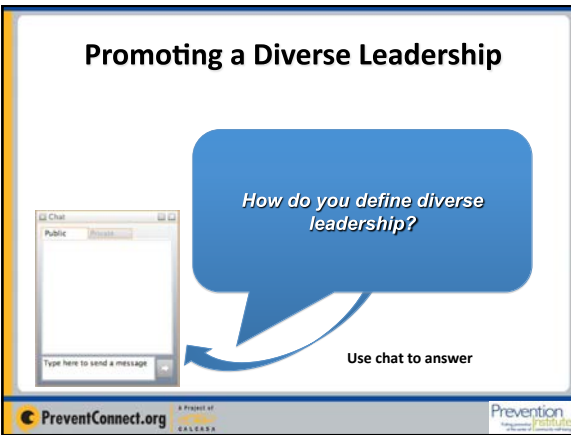 Promoting a Diverse Leadership
How do you define diverse
leadership?
Chat
Public Private
Type here to send a message
Use chat to answer
PreventConnect.org
A Project of
CALCASA
Prevention
Institute